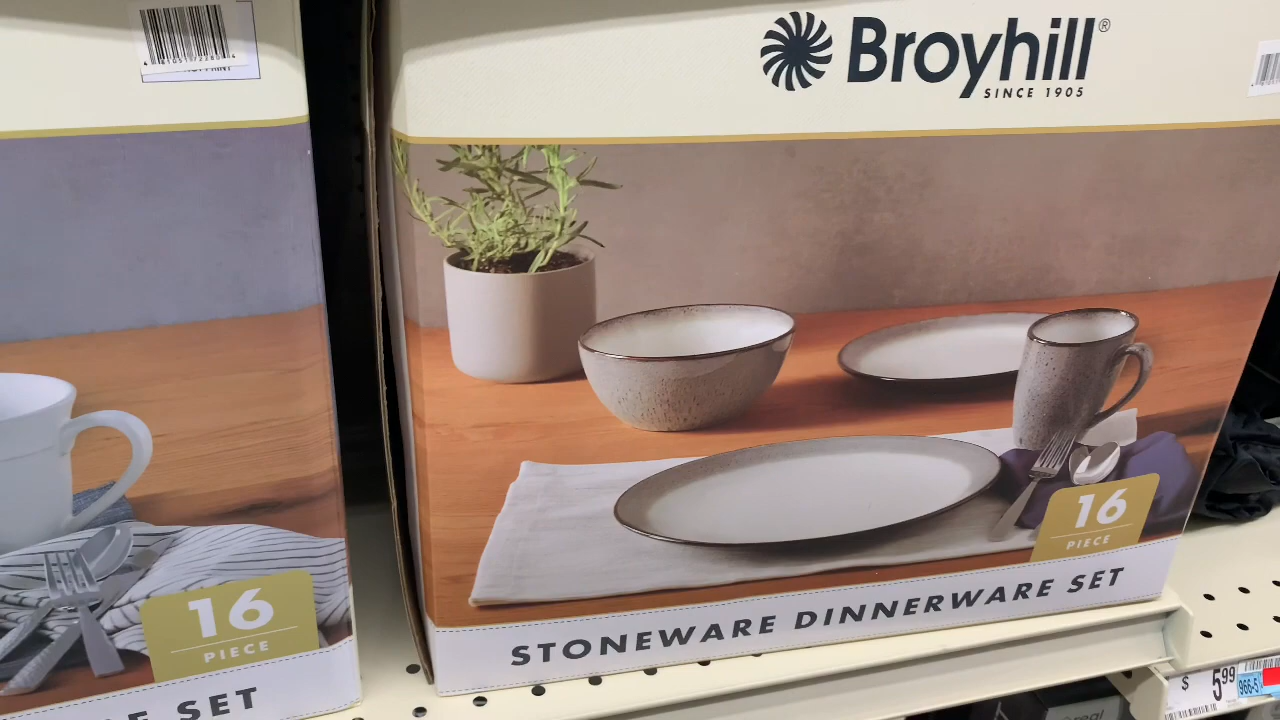 Broyhill®
SINCE 1905
16
PIECE
STONEWARE DINNERWARE SET
16
PIECE
SET
$ 5.99